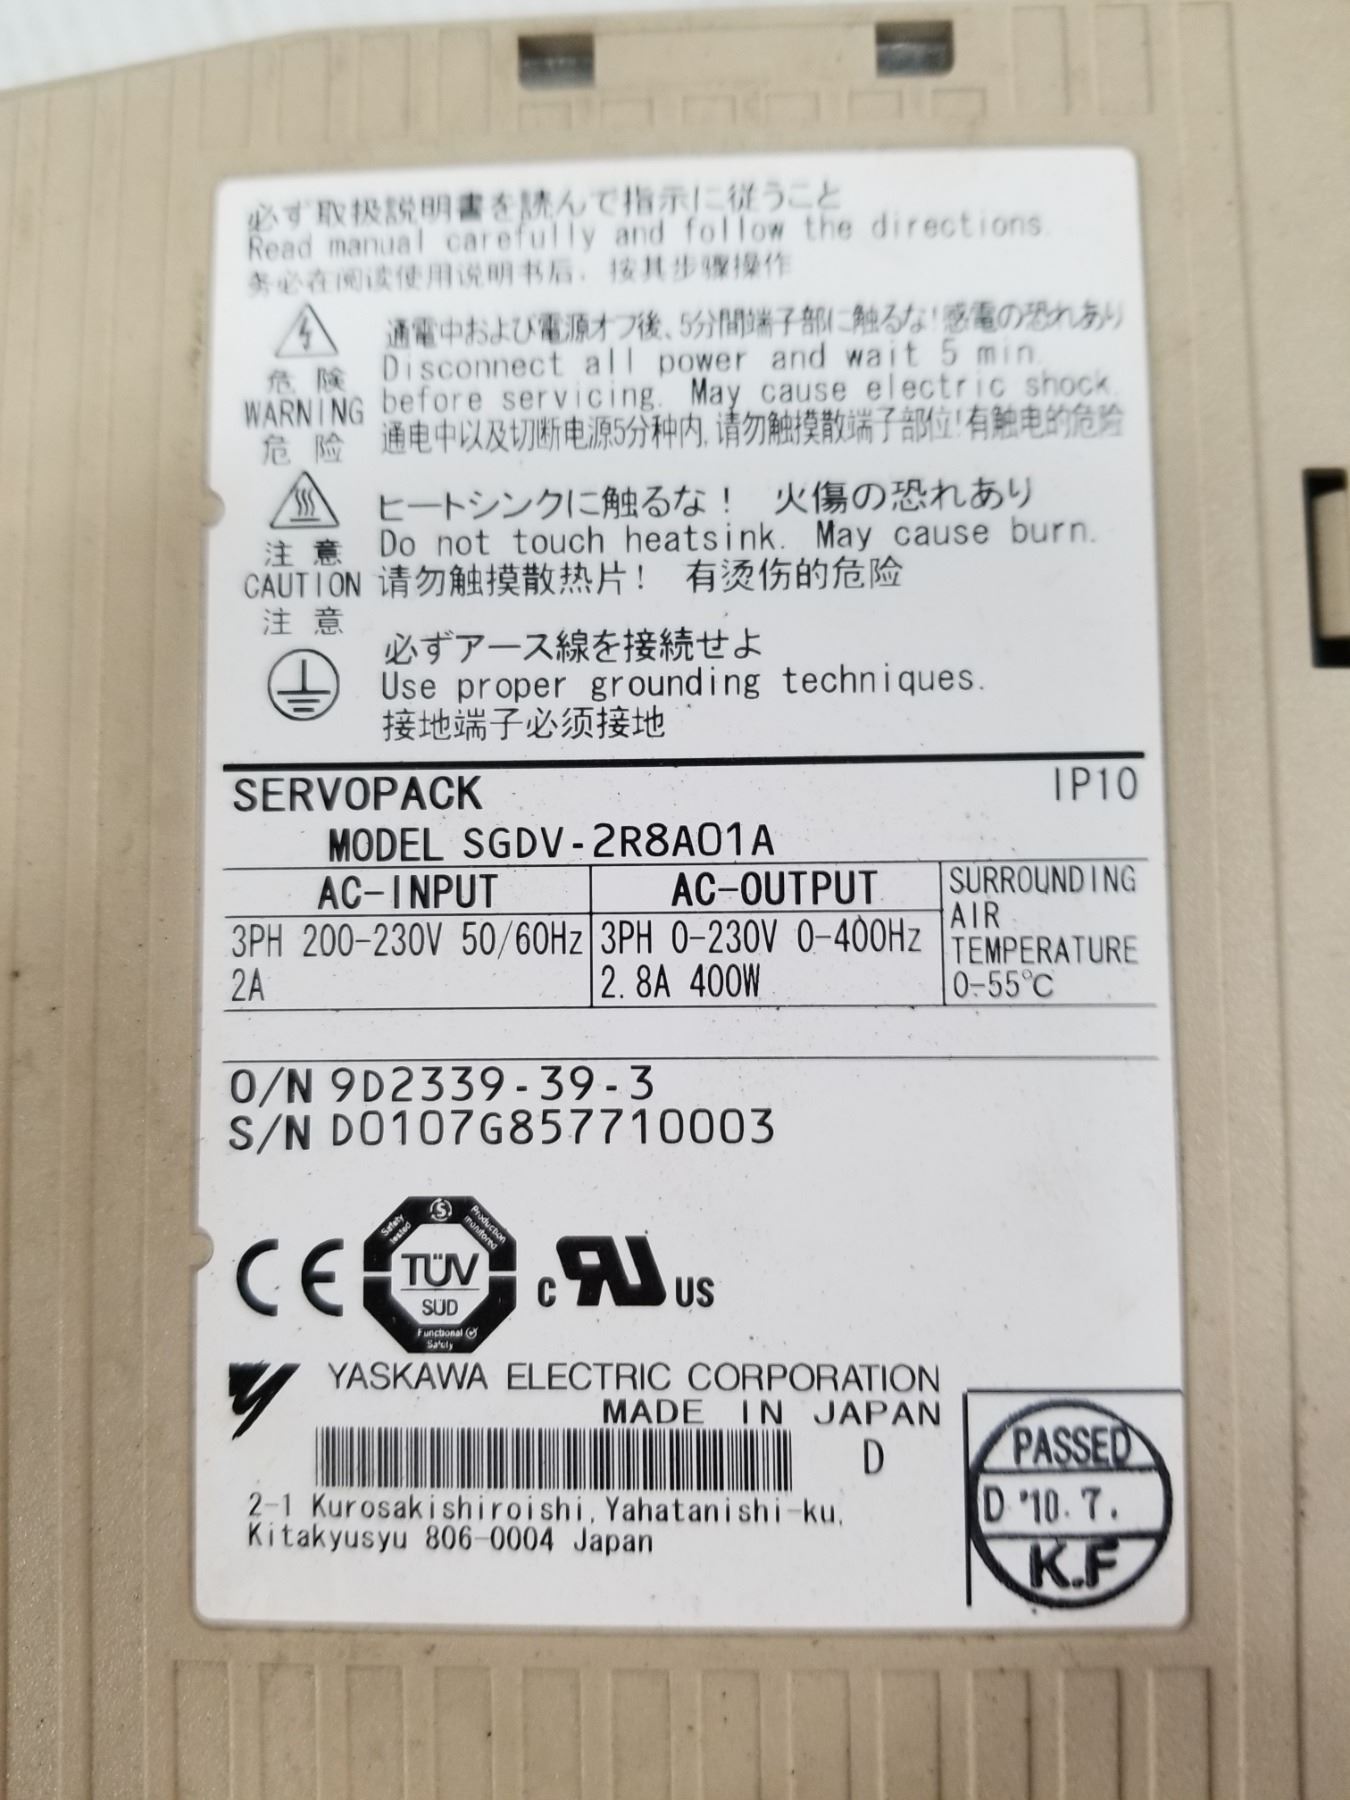 必ず取扱説明書を読んで指示に従うこと
Read manual carefully and follow the directions.
务必在阅读使用说明书后，按其步骤操作
通電中および電源オフ後、5分間端子部に触るな!感電の恐れあり
Disconnect all power and wait 5 min.
before servicing. May cause electric shock.
通电中以及切断电源5分种内,请勿触摸散端子部位!有触电的危险
危 険
WARNING
危 险
ヒートシンクに触るな！ 火傷の恐れあり
Do not touch heatsink. May cause burn.
请勿触摸散热片！ 有烫伤的危险
注 意
CAUTION
注 意
必ずアース線を接続せよ
Use proper grounding techniques.
接地端子必须接地
SERVOPACK IP10
MODEL SGDV-2R8A01A
AC-INPUT
3PH 200-230V 50/60Hz
2A
AC-OUTPUT
3PH 0-230V 0-400Hz
2.8A 400W
SURROUNDING
AIR
TEMPERATURE
0-55℃
O/N 9D2339-39-3
S/N D0107G857710003
CE
Safety tested
Production monitored
TÜV
SÜD
Functional Safety
c RU US
YASKAWA ELECTRIC CORPORATION
MADE IN JAPAN
D
2-1 Kurosakishiroishi,Yahatanishi-ku,
Kitakyusyu 806-0004 Japan
PASSED
D '10.7.
K.F